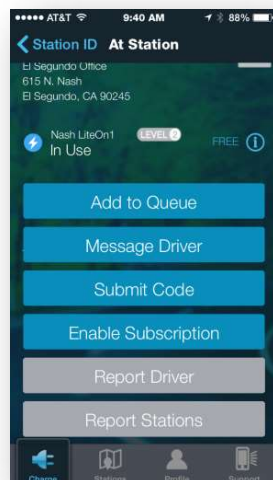 ●●●●● AT&T 9:40 AM 88%
Station ID At Station
El Segundo Office
615 N. Nash
El Segundo, CA 90245
Nash LiteOn1 LEVEL 2
In Use FREE
Add to Queue
Message Driver
Submit Code
Enable Subscription
Report Driver
Report Stations
Charge Stations Profile Support